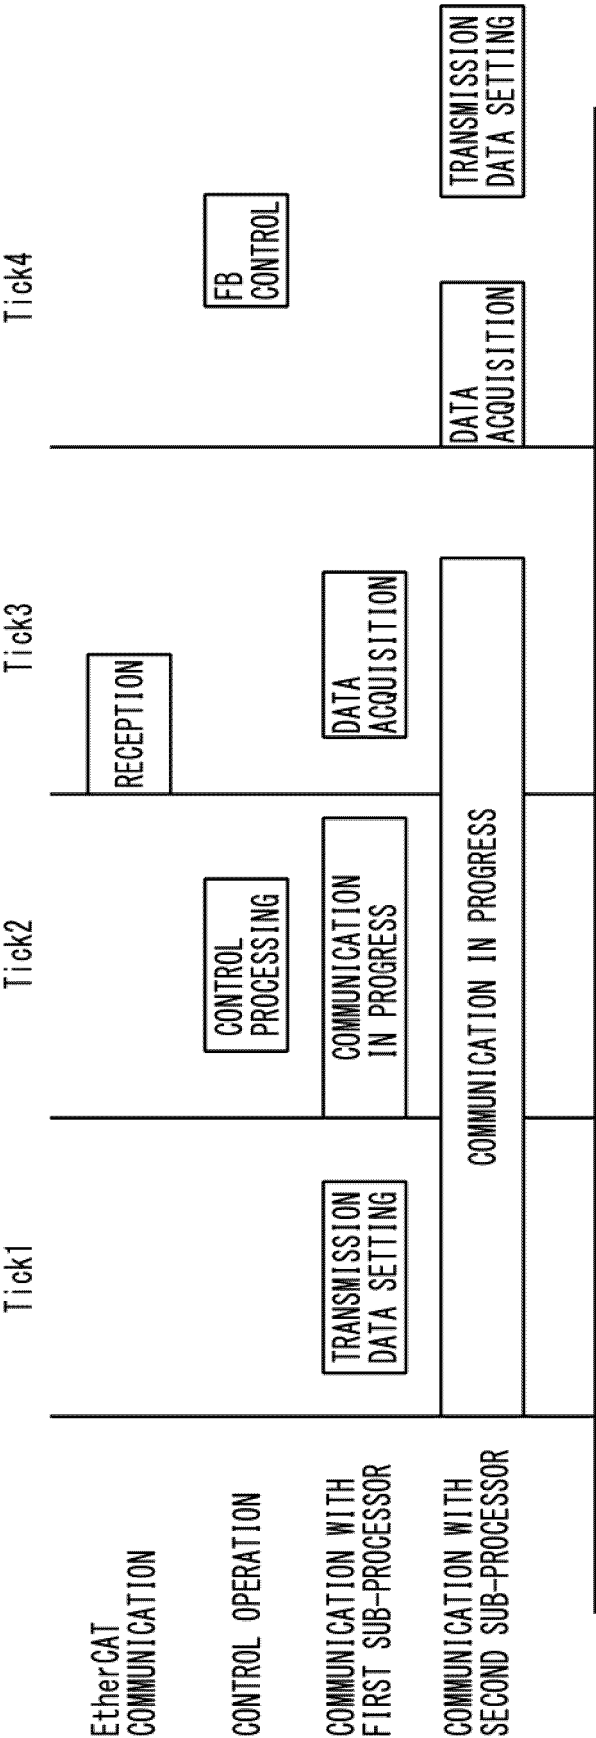 Tick1
Tick2
Tick3
Tick4
EtherCAT
COMMUNICATION
RECEPTION
CONTROL OPERATION
CONTROL
PROCESSING
FB
CONTROL
COMMUNICATION WITH
FIRST SUB-PROCESSOR
TRANSMISSION
DATA SETTING
COMMUNICATION
IN PROGRESS
DATA
ACQUISITION
COMMUNICATION WITH
SECOND SUB-PROCESSOR
COMMUNICATION IN PROGRESS
DATA
ACQUISITION
TRANSMISSION
DATA SETTING